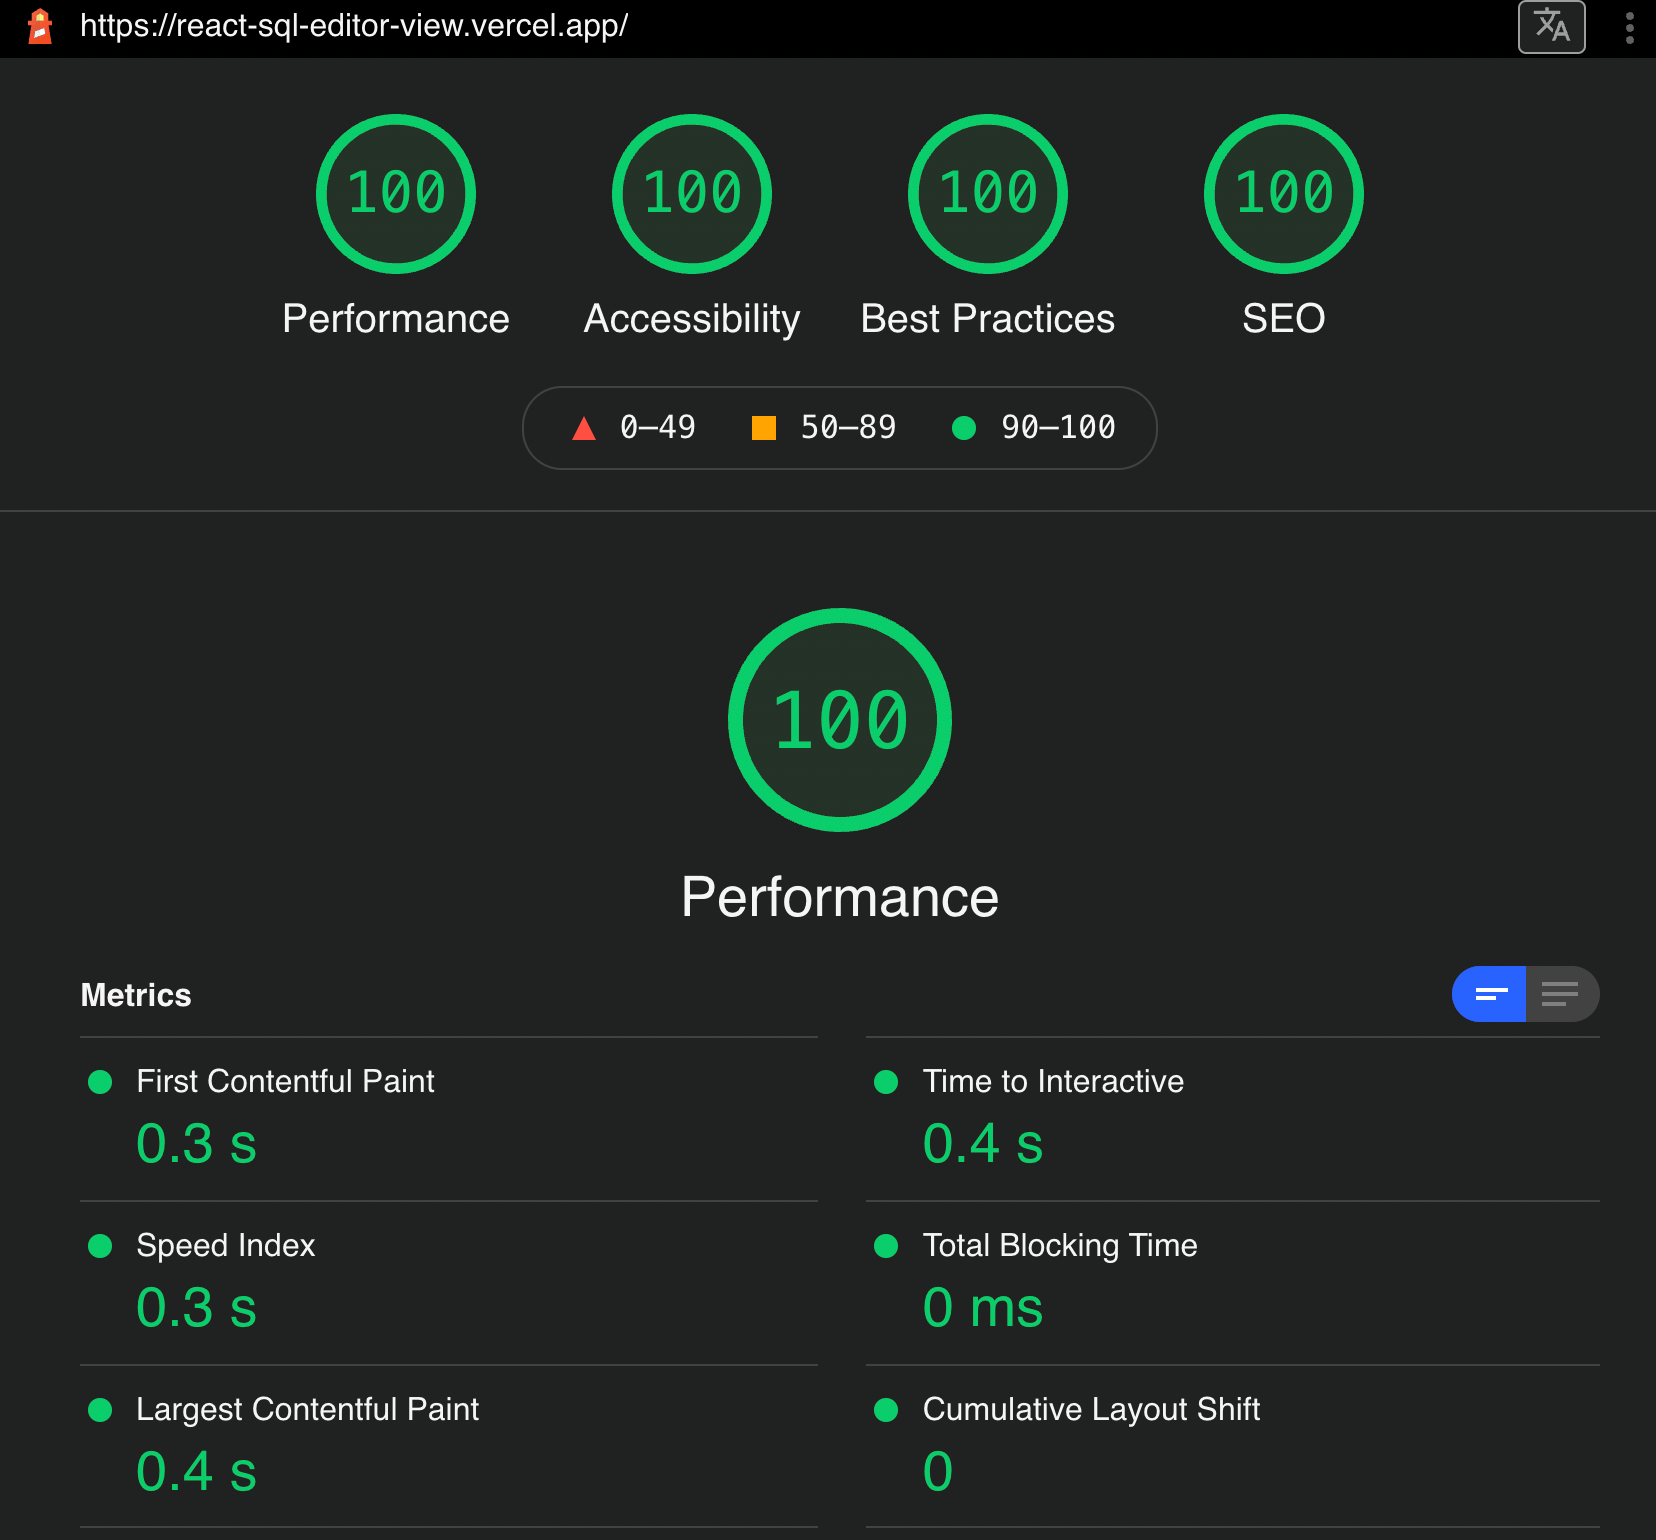 https://react-sql-editor-view.vercel.app/
100 100 100 100
Performance Accessibility Best Practices SEO
0–49 50–89 90–100
100
Performance
Metrics
First Contentful Paint
0.3 s
Time to Interactive
0.4 s
Speed Index
0.3 s
Total Blocking Time
0 ms
Largest Contentful Paint
0.4 s
Cumulative Layout Shift
0